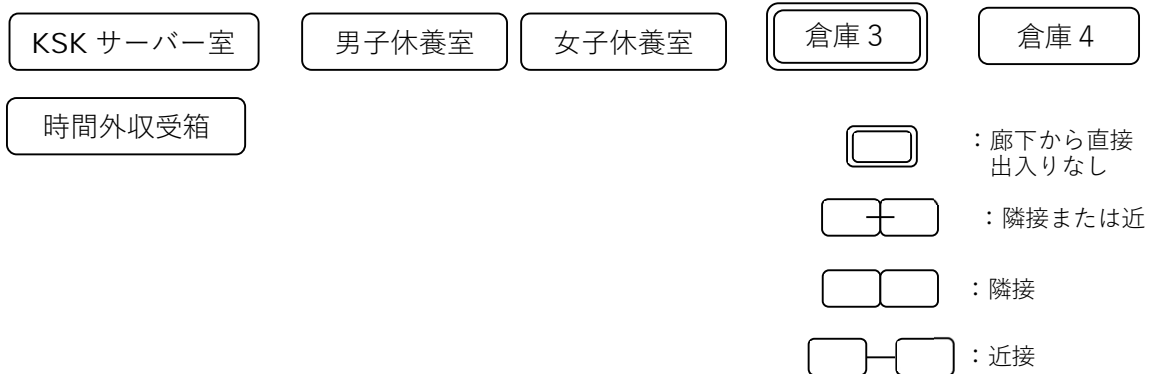 KSK サーバー室
男子休養室
女子休養室
倉庫 3
倉庫 4
時間外収受箱
：廊下から直接
出入りなし
：隣接または近
：隣接
：近接